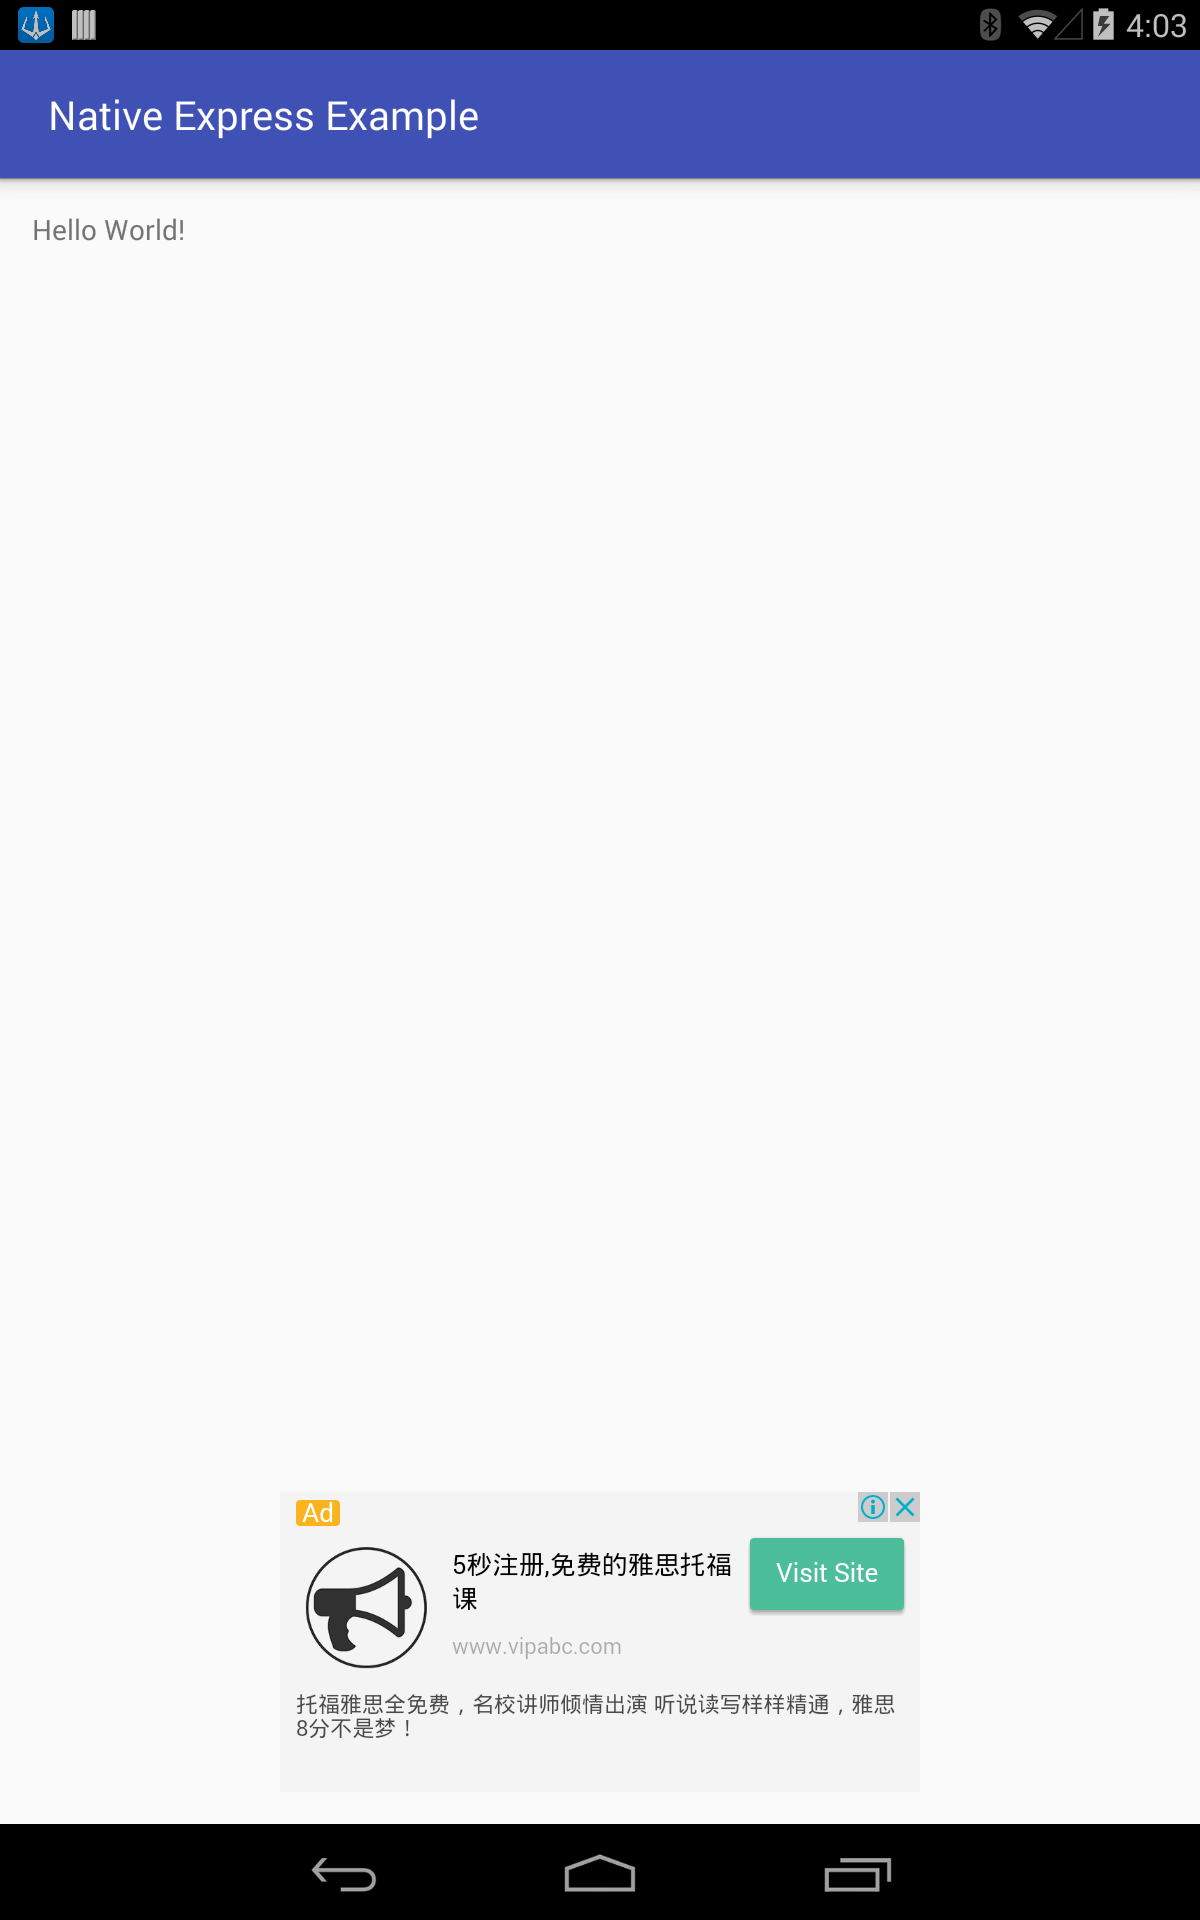 4:03
Native Express Example
Hello World!
Ad
5秒注册,免费的雅思托福
课
Visit Site
www.vipabc.com
托福雅思全免费，名校讲师倾情出演 听说读写样样精通，雅思
8分不是梦！